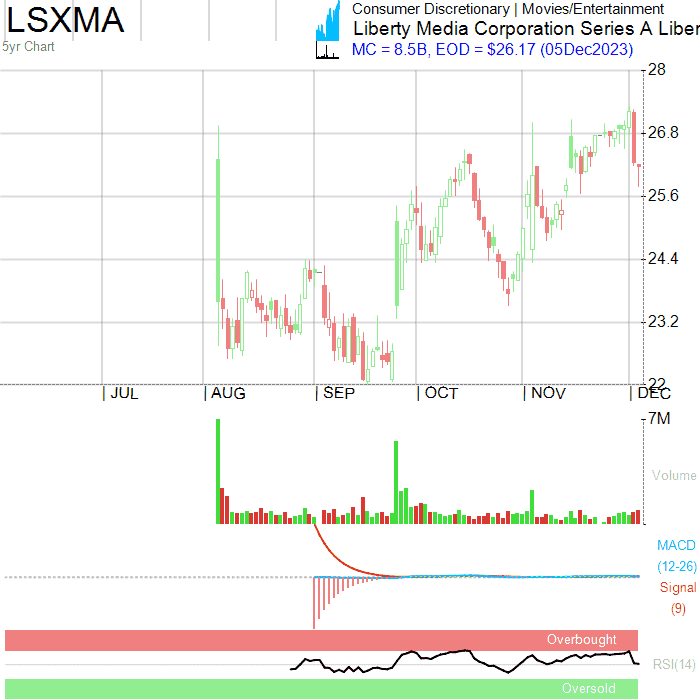 LSXMA
5yr Chart
Consumer Discretionary | Movies/Entertainment
Liberty Media Corporation Series A Liber
MC = 8.5B, EOD = $26.17 (05Dec2023)
28
26.8
25.6
24.4
23.2
22
JUL
AUG
SEP
OCT
NOV
DEC
7M
Volume
MACD
(12-26)
Signal
(9)
Overbought
RSI(14)
Oversold